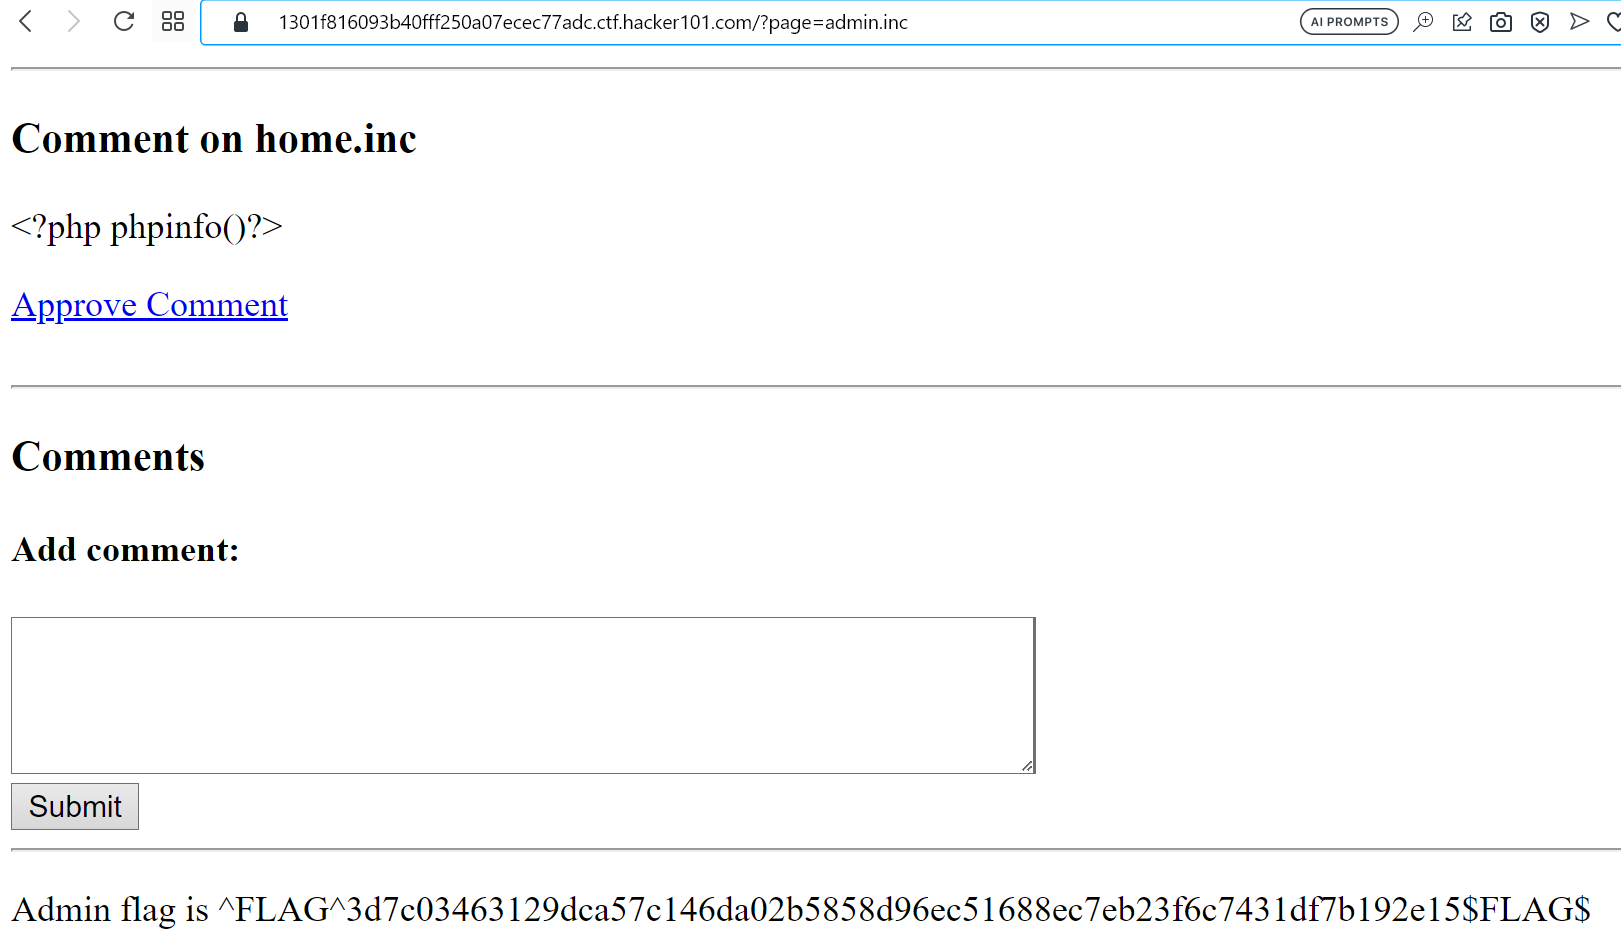 1301f816093b40fff250a07ecec77adc.ctf.hacker101.com/?page=admin.inc
AI PROMPTS
Comment on home.inc
<?php phpinfo()?>
Approve Comment
Comments
Add comment:
Submit
Admin flag is ^FLAG^3d7c03463129dca57c146da02b5858d96ec51688ec7eb23f6c7431df7b192e15$FLAG$